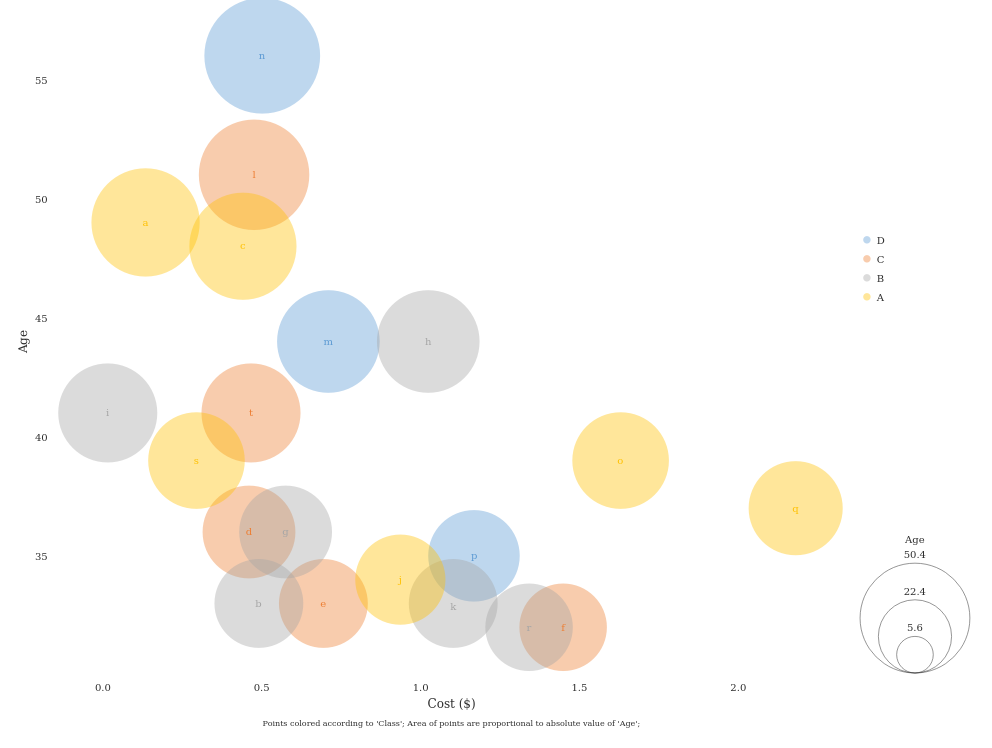 n
55
l
50
a
c
D
C
B
A
45
Age
m
h
i
t
40
s
o
q
d
g
p
35
j
b
e
k
r
f
Age
50.4
22.4
5.6
0.0 0.5 1.0 1.5 2.0
Cost ($)
Points colored according to 'Class'; Area of points are proportional to absolute value of 'Age';